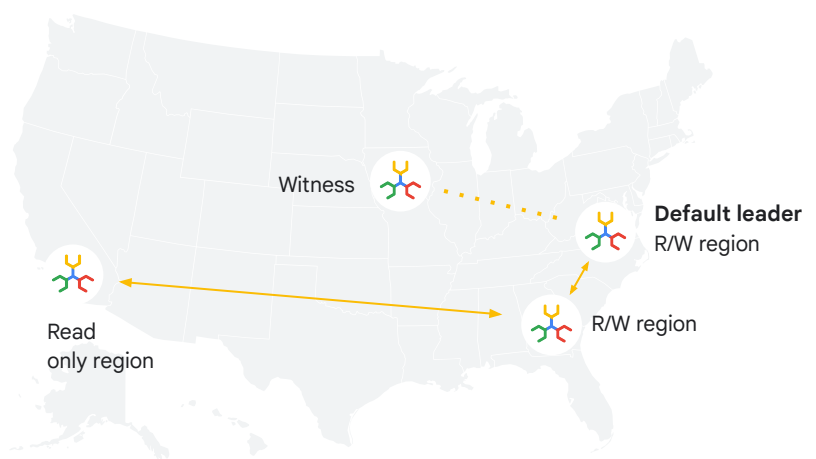 Witness
Default leader
R/W region
R/W region
Read
only region